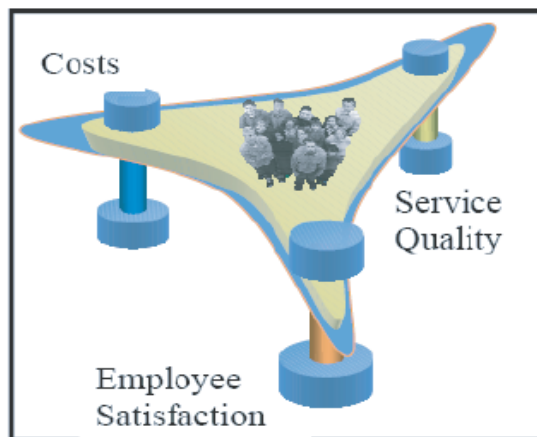 Costs
Service
Quality
Employee
Satisfaction